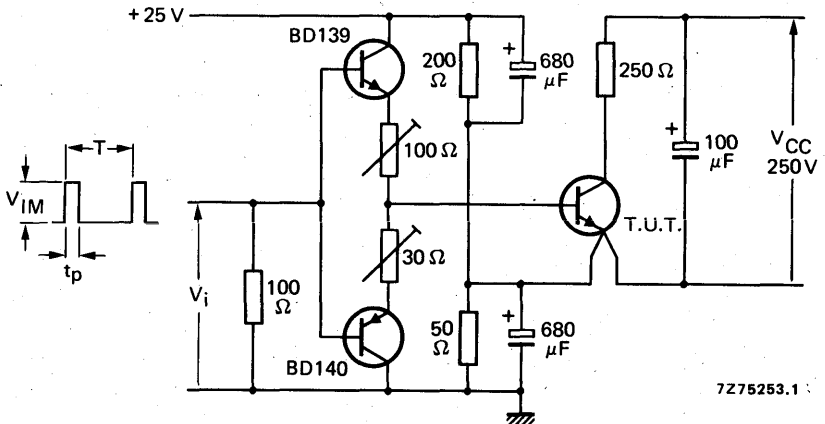 + 25 V
BD139
200
Ω
+
680
μF
250 Ω
100 Ω
+
100
μF
V_CC
250 V
T
V_IM
t_p
V_i
100
Ω
30 Ω
T.U.T.
BD140
50
Ω
+
680
μF
7Z75253.1